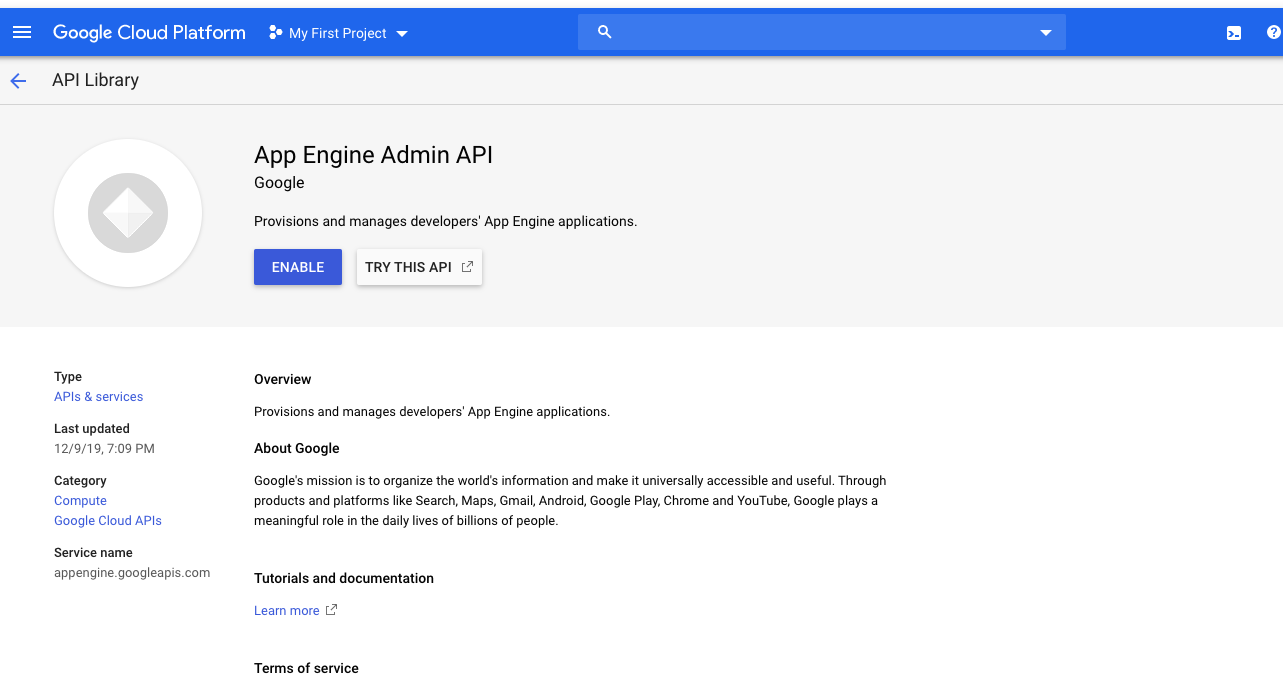 Google Cloud Platform
My First Project
API Library
App Engine Admin API
Google
Provisions and manages developers' App Engine applications.
ENABLE
TRY THIS API
Type
APIs & services
Last updated
12/9/19, 7:09 PM
Category
Compute
Google Cloud APIs
Service name
appengine.googleapis.com
Overview
Provisions and manages developers' App Engine applications.
About Google
Google's mission is to organize the world's information and make it universally accessible and useful. Through
products and platforms like Search, Maps, Gmail, Android, Google Play, Chrome and YouTube, Google plays a
meaningful role in the daily lives of billions of people.
Tutorials and documentation
Learn more
Terms of service